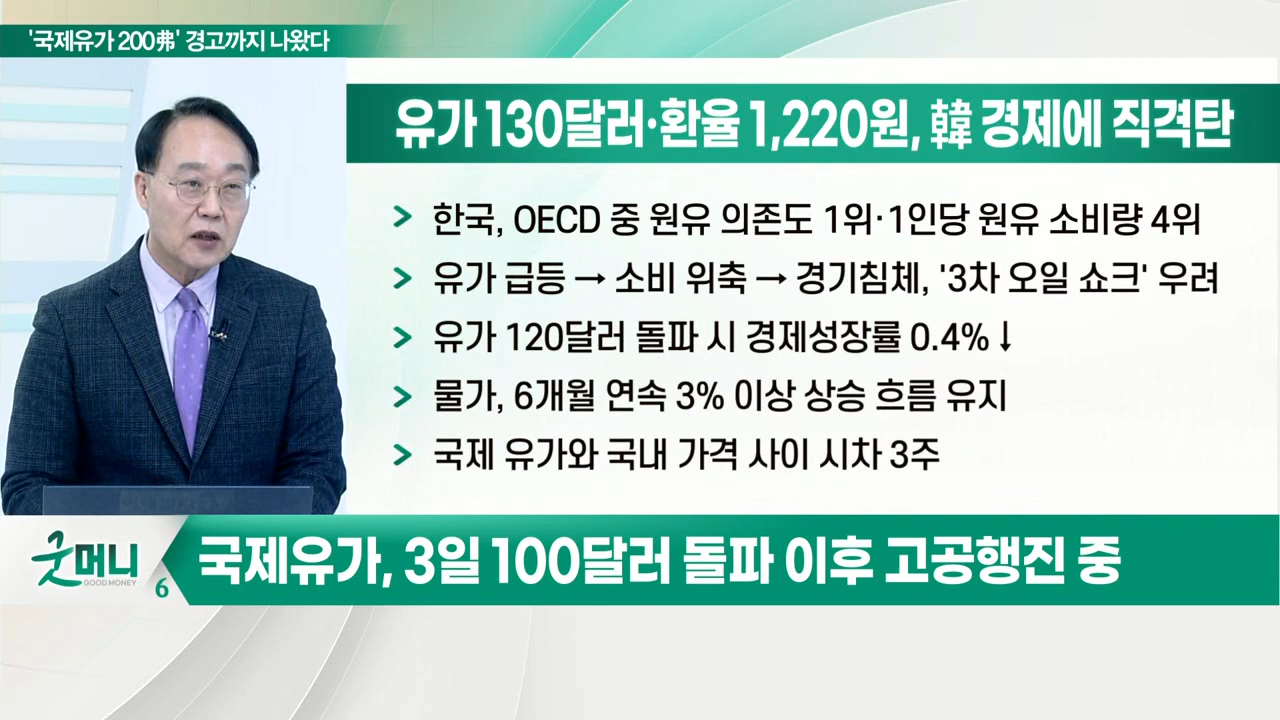 '국제유가 200弗' 경고까지 나왔다
유가 130달러·환율 1,220원, 韓 경제에 직격탄
> 한국, OECD 중 원유 의존도 1위·1인당 원유 소비량 4위
> 유가 급등 → 소비 위축 → 경기침체, '3차 오일 쇼크' 우려
> 유가 120달러 돌파 시 경제성장률 0.4%↓
> 물가, 6개월 연속 3% 이상 상승 흐름 유지
> 국제 유가와 국내 가격 사이 시차 3주
굿머니
GOOD MONEY
6
국제유가, 3일 100달러 돌파 이후 고공행진 중